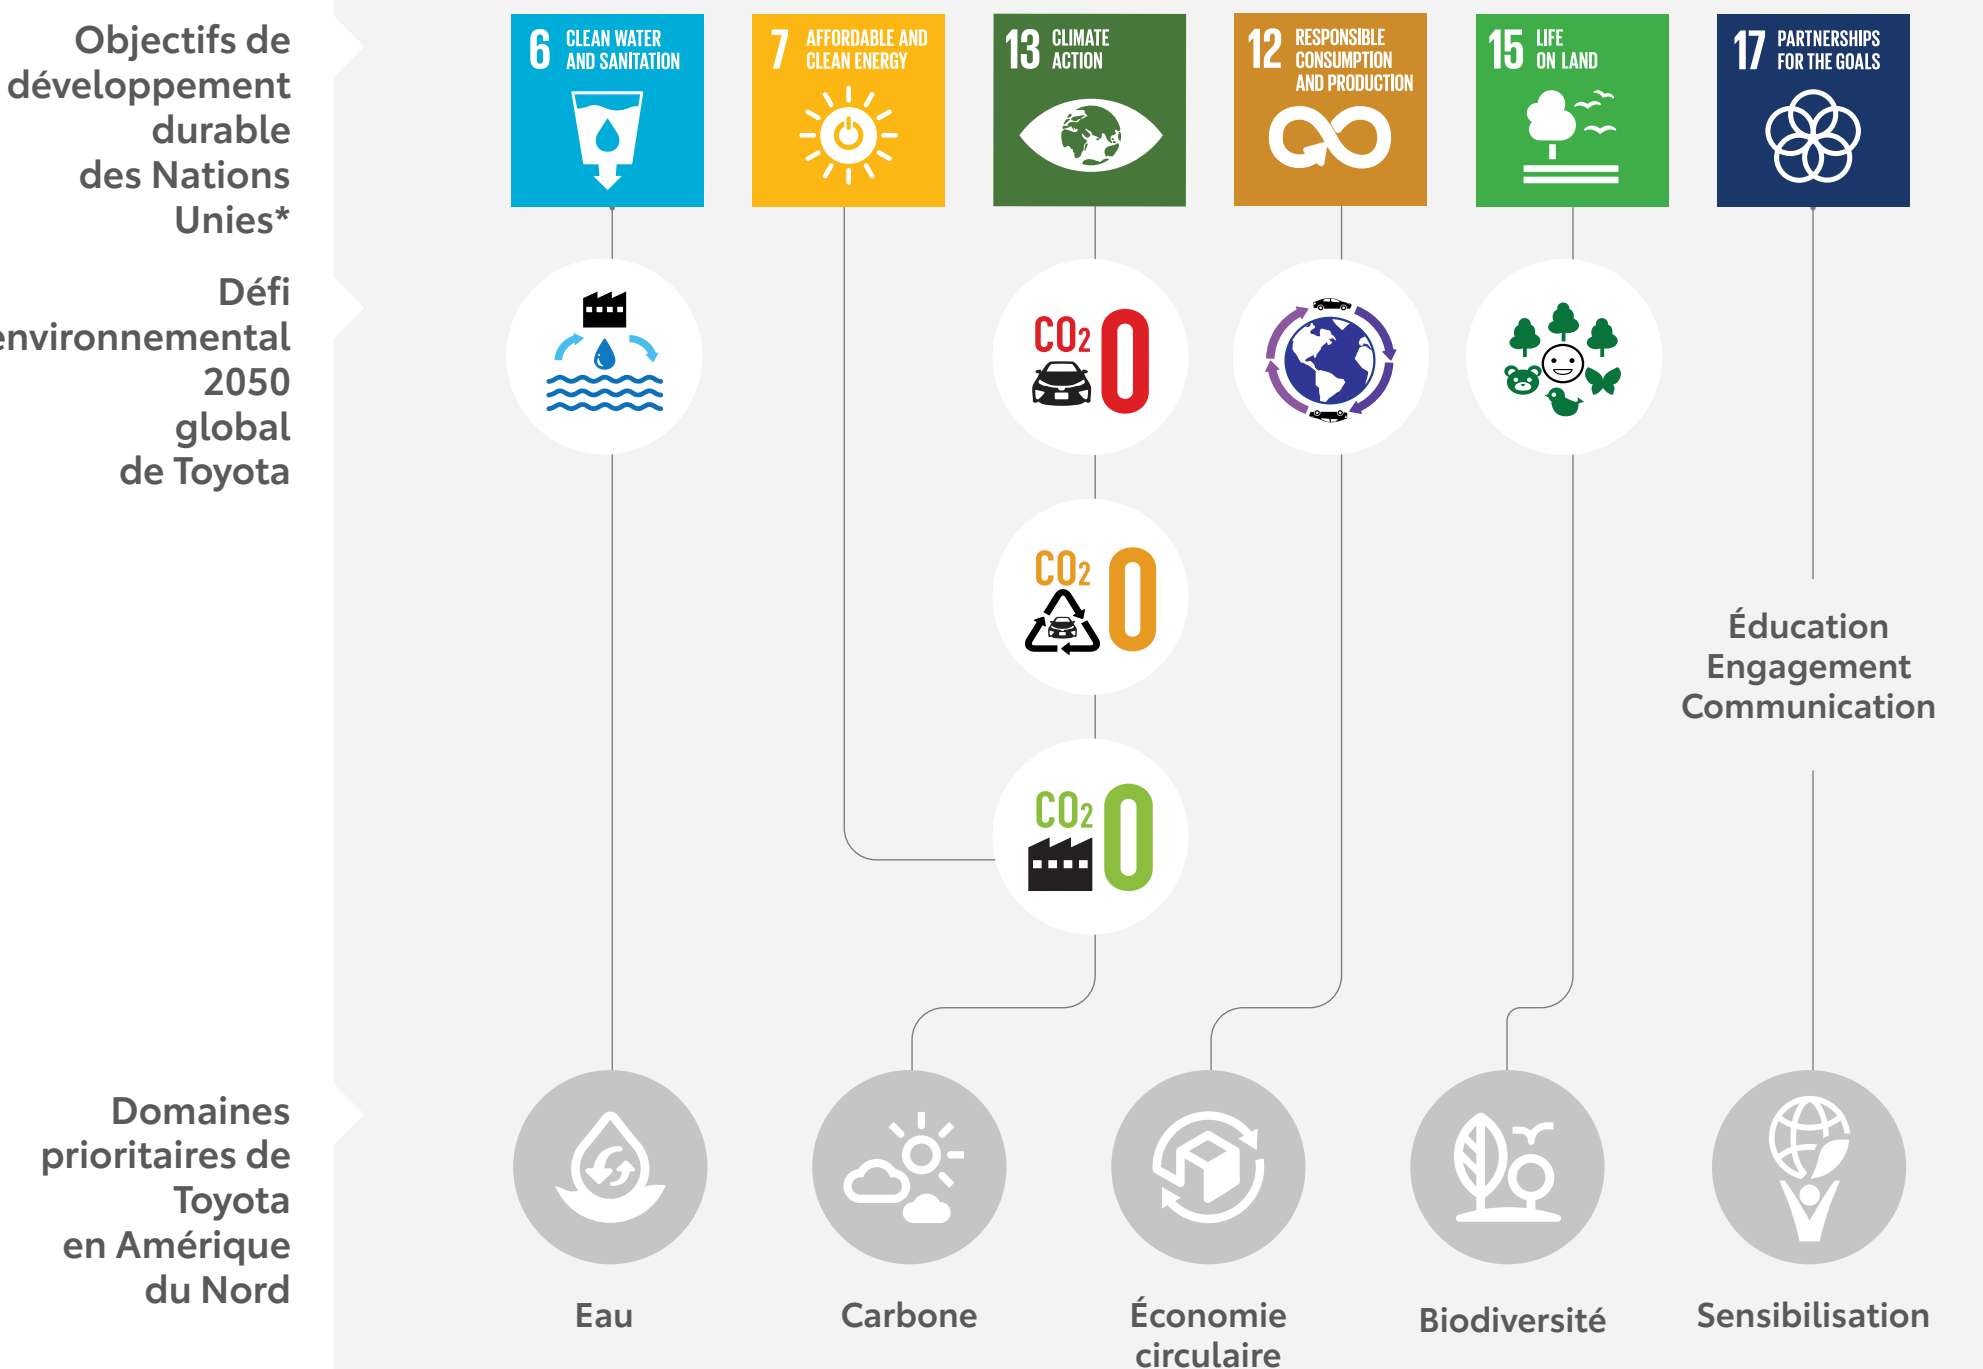 Objectifs de
développement
durable
des Nations
Unies*
6 CLEAN WATER
AND SANITATION
7 AFFORDABLE AND
CLEAN ENERGY
13 CLIMATE
ACTION
12 RESPONSIBLE
CONSUMPTION
AND PRODUCTION
15 LIFE
ON LAND
17 PARTNERSHIPS
FOR THE GOALS
Défi
environnemental
2050
global
de Toyota
CO2 0
CO2 0
CO2 0
Éducation
Engagement
Communication
Domaines
prioritaires de
Toyota
en Amérique
du Nord
Eau
Carbone
Économie
circulaire
Biodiversité
Sensibilisation